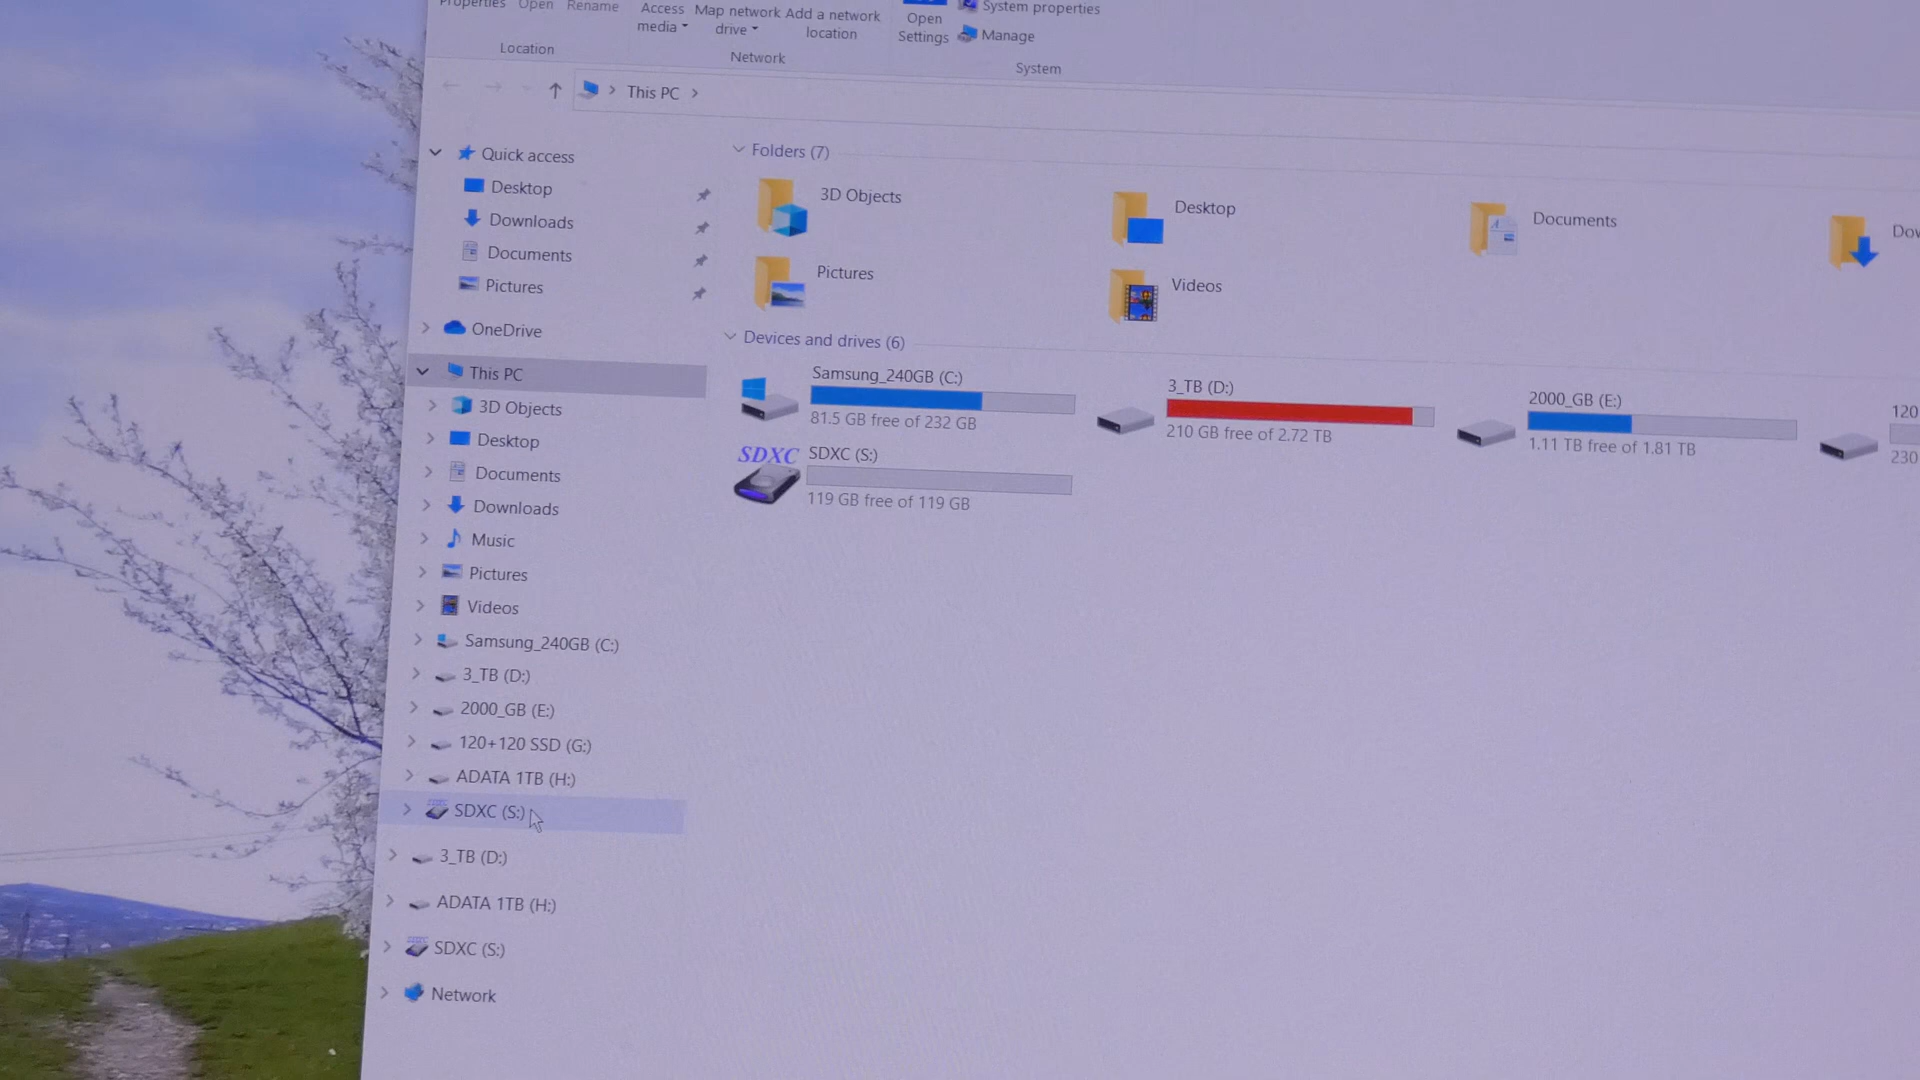 Properties Open Rename
Access media
Map network drive
Add a network location
Open Settings
System properties
Manage
Location
Network
System
This PC
Quick access
Desktop
Downloads
Documents
Pictures
OneDrive
This PC
3D Objects
Desktop
Documents
Downloads
Music
Pictures
Videos
Samsung_240GB (C:)
3_TB (D:)
2000_GB (E:)
120+120 SSD (G:)
ADATA 1TB (H:)
SDXC (S:)
3_TB (D:)
ADATA 1TB (H:)
SDXC (S:)
Network
Folders (7)
3D Objects
Desktop
Documents
Pictures
Videos
Devices and drives (6)
Samsung_240GB (C:)
81.5 GB free of 232 GB
3_TB (D:)
210 GB free of 2.72 TB
2000_GB (E:)
1.11 TB free of 1.81 TB
120
230
SDXC
SDXC (S:)
119 GB free of 119 GB